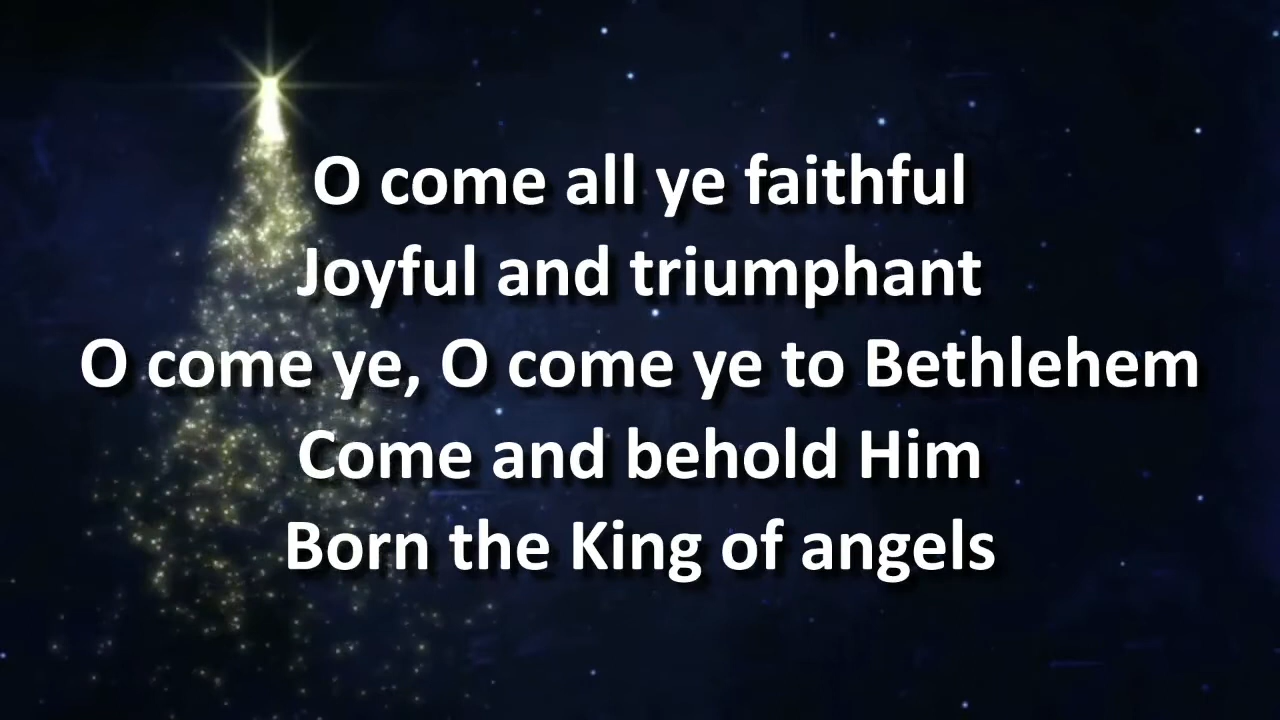 O come all ye faithful
Joyful and triumphant
O come ye, O come ye to Bethlehem
Come and behold Him
Born the King of angels